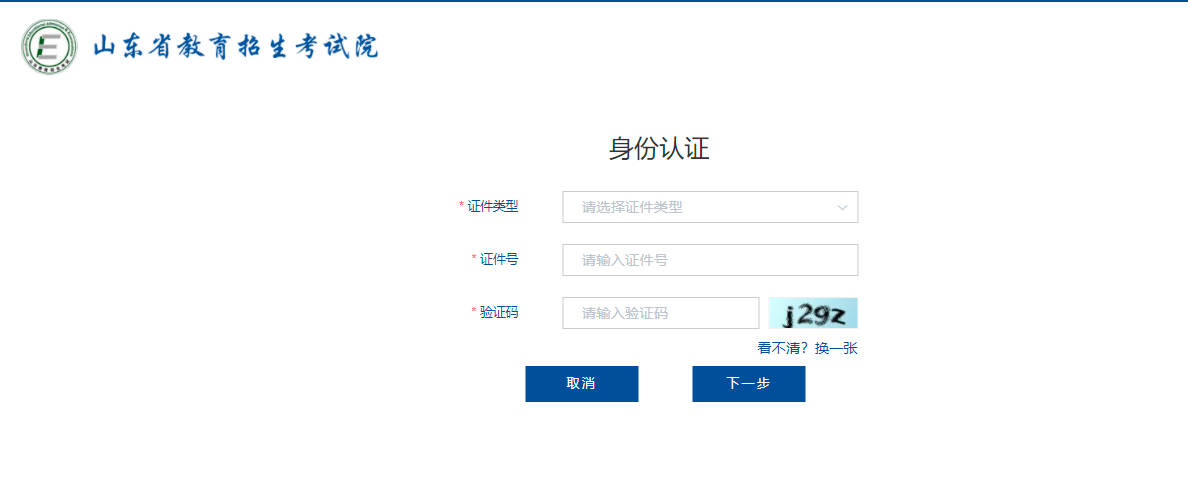 山东省教育招生考试院
身份认证
* 证件类型 请选择证件类型
* 证件号 请输入证件号
* 验证码 请输入验证码 j29z
看不清？换一张
取消 下一步